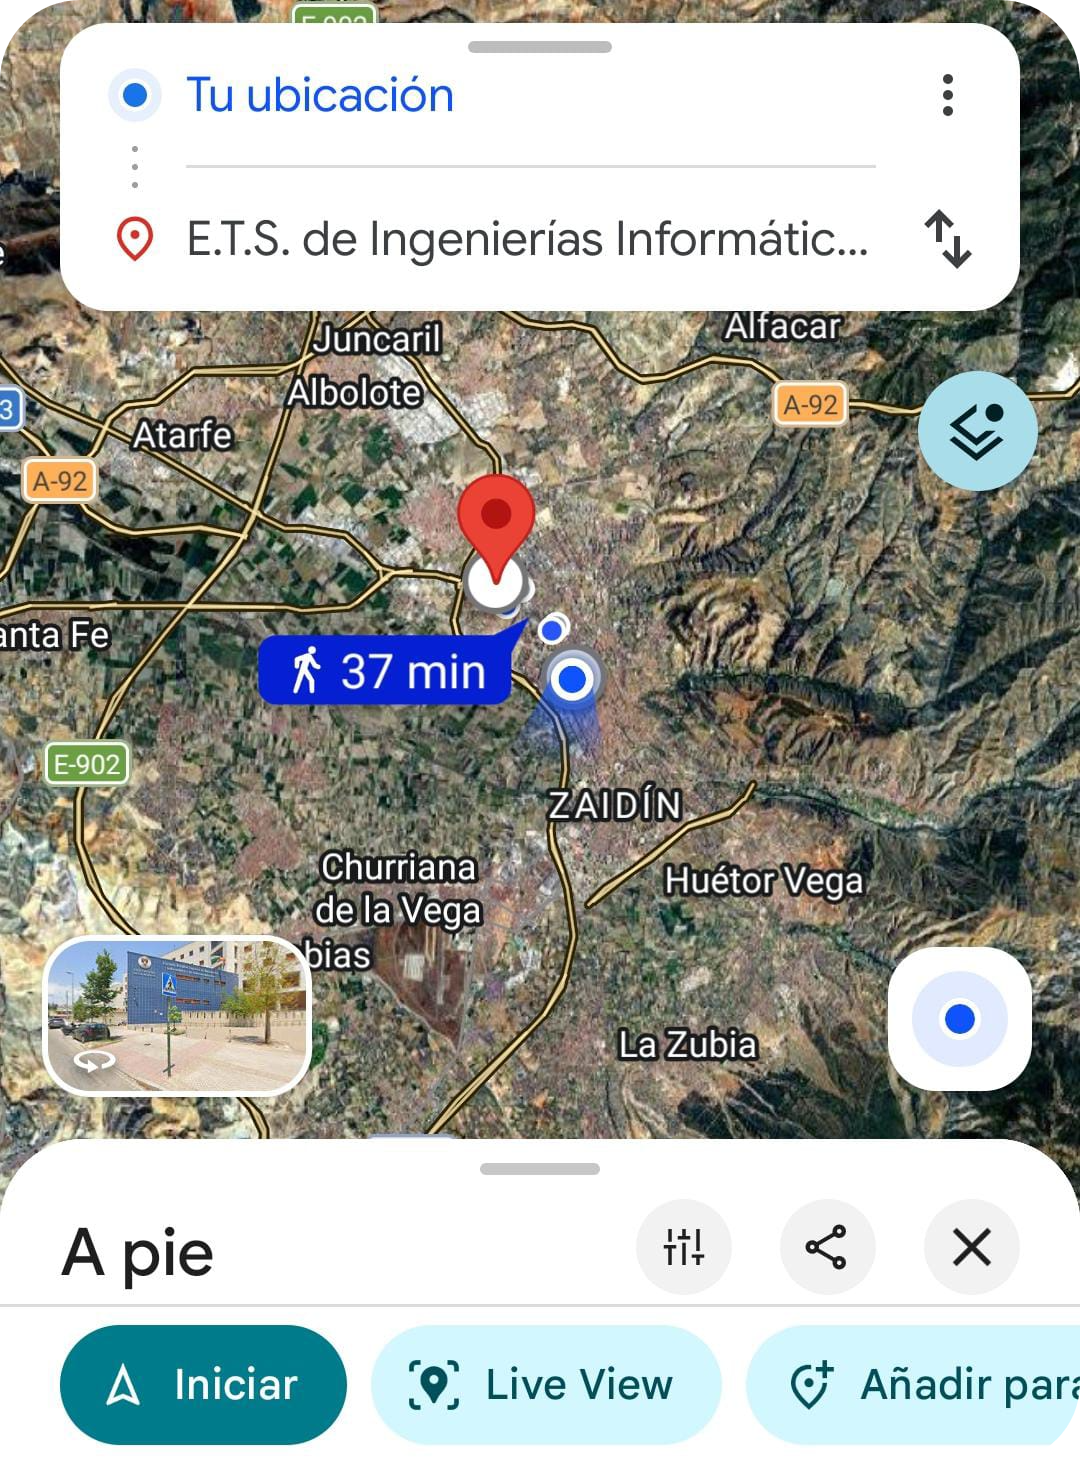 Tu ubicación
E.T.S. de Ingenierías Informátic...
Juncaril
Alfacar
Albolote
A-92
Atarfe
A-92
anta Fe
37 min
E-902
ZAIDÍN
Churriana
de la Vega
Huétor Vega
bias
La Zubia
A pie
Iniciar
Live View
Añadir para